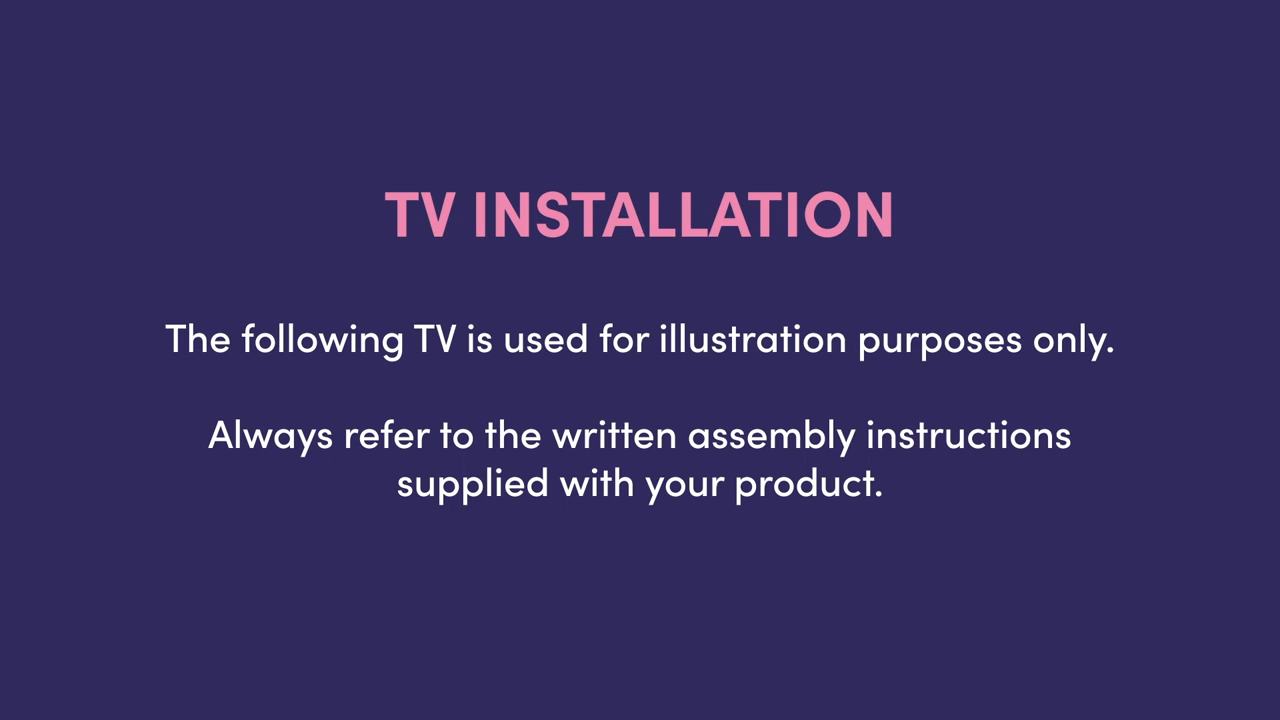 TV INSTALLATION
The following TV is used for illustration purposes only.
Always refer to the written assembly instructions
supplied with your product.